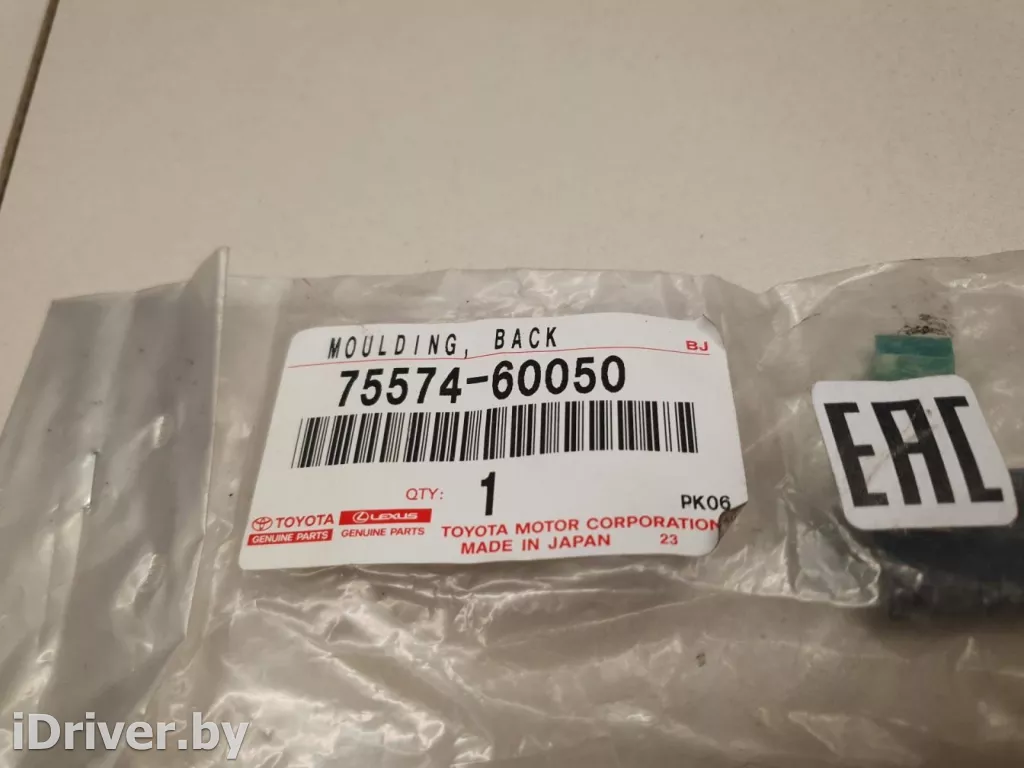 MOULDING, BACK
BJ
75574-60050
QTY: 1
PK06
TOYOTA
GENUINE PARTS
LEXUS
GENUINE PARTS
TOYOTA MOTOR CORPORATION
MADE IN JAPAN 23
EAC
iDriver.by